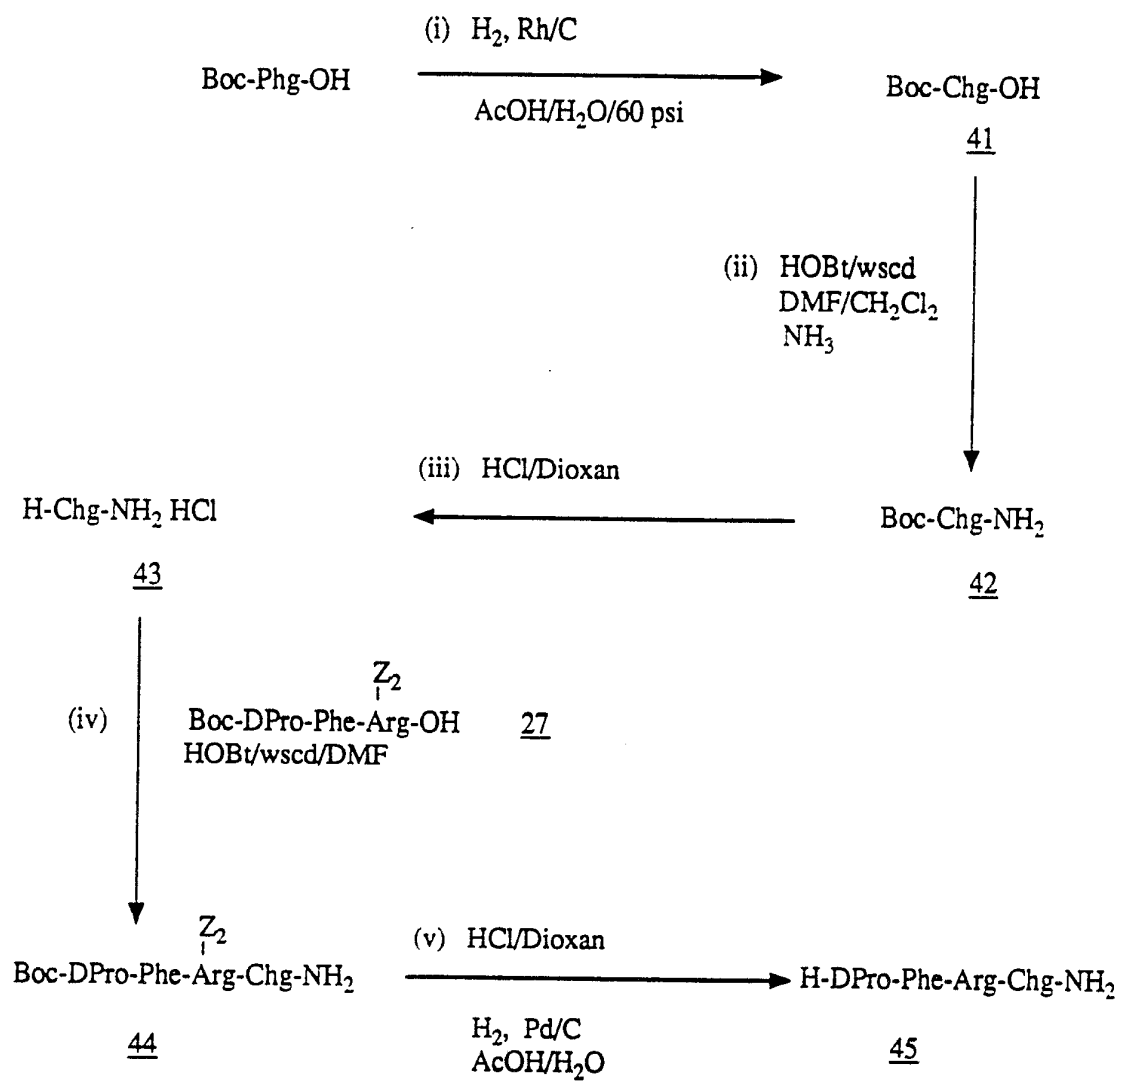 (i) H₂, Rh/C
Boc-Phg-OH
AcOH/H₂O/60 psi
Boc-Chg-OH
41
(ii) HOBt/wscd
DMF/CH₂Cl₂
NH₃
(iii) HCl/Dioxan
H-Chg-NH₂ HCl
Boc-Chg-NH₂
43
42
Z₂
(iv) Boc-DPro-Phe-Arg-OH 27
HOBt/wscd/DMF
Z₂
(v) HCl/Dioxan
Boc-DPro-Phe-Arg-Chg-NH₂
H-DPro-Phe-Arg-Chg-NH₂
H₂, Pd/C
AcOH/H₂O
44
45